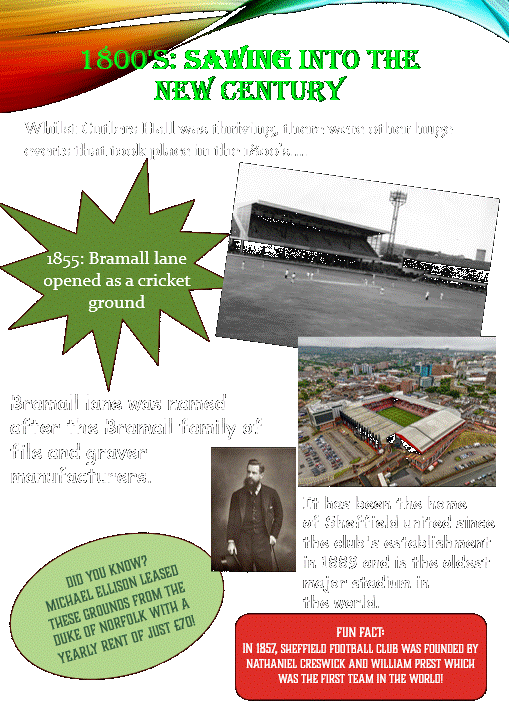 1800'S: SAWING INTO THE
NEW CENTURY
Whilst Cutlers Hall was thriving, there were other huge
events that took place in the 1800's...
1855: Bramall lane
opened as a cricket
ground
Bramall lane was named
after the Bramall family of
file and graver
manufacturers.
It has been the home
of Sheffield united since
the club's establishment
in 1889 and is the oldest
major stadium in
the world.
DID YOU KNOW?
MICHAEL ELLISON LEASED
THESE GROUNDS FROM THE
DUKE OF NORFOLK WITH A
YEARLY RENT OF JUST £70!
FUN FACT:
IN 1857, SHEFFIELD FOOTBALL CLUB WAS FOUNDED BY
NATHANIEL CRESWICK AND WILLIAM PREST WHICH
WAS THE FIRST TEAM IN THE WORLD!